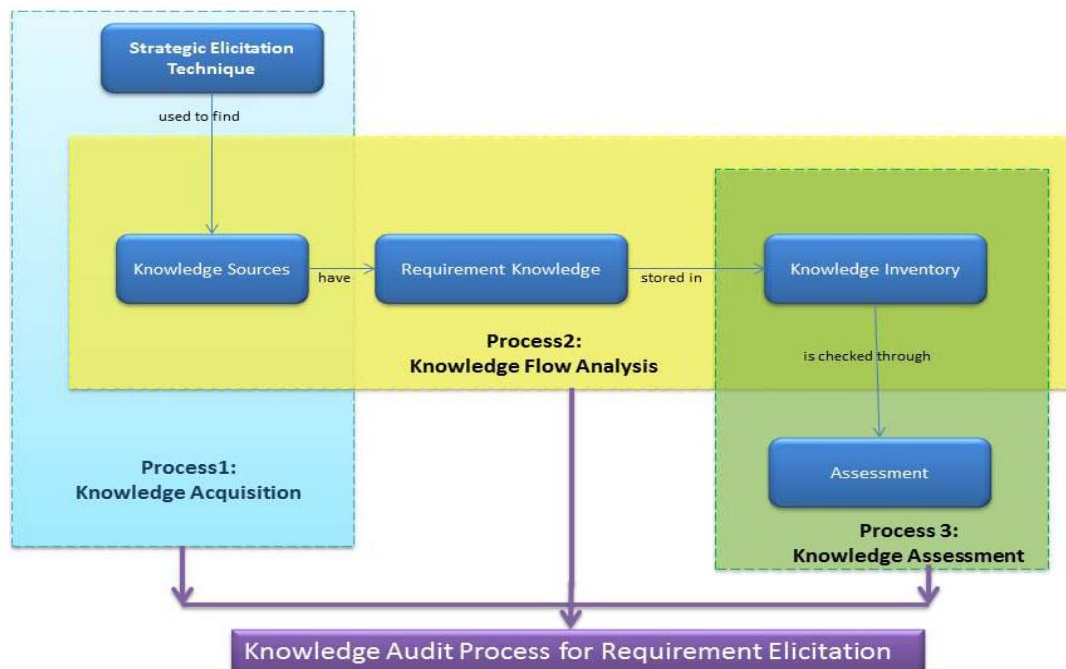 Strategic Elicitation
Technique
used to find
Knowledge Sources
have
Requirement Knowledge
stored in
Knowledge Inventory
Process2:
Knowledge Flow Analysis
is checked through
Process1:
Knowledge Acquisition
Assessment
Process 3:
Knowledge Assessment
Knowledge Audit Process for Requirement Elicitation